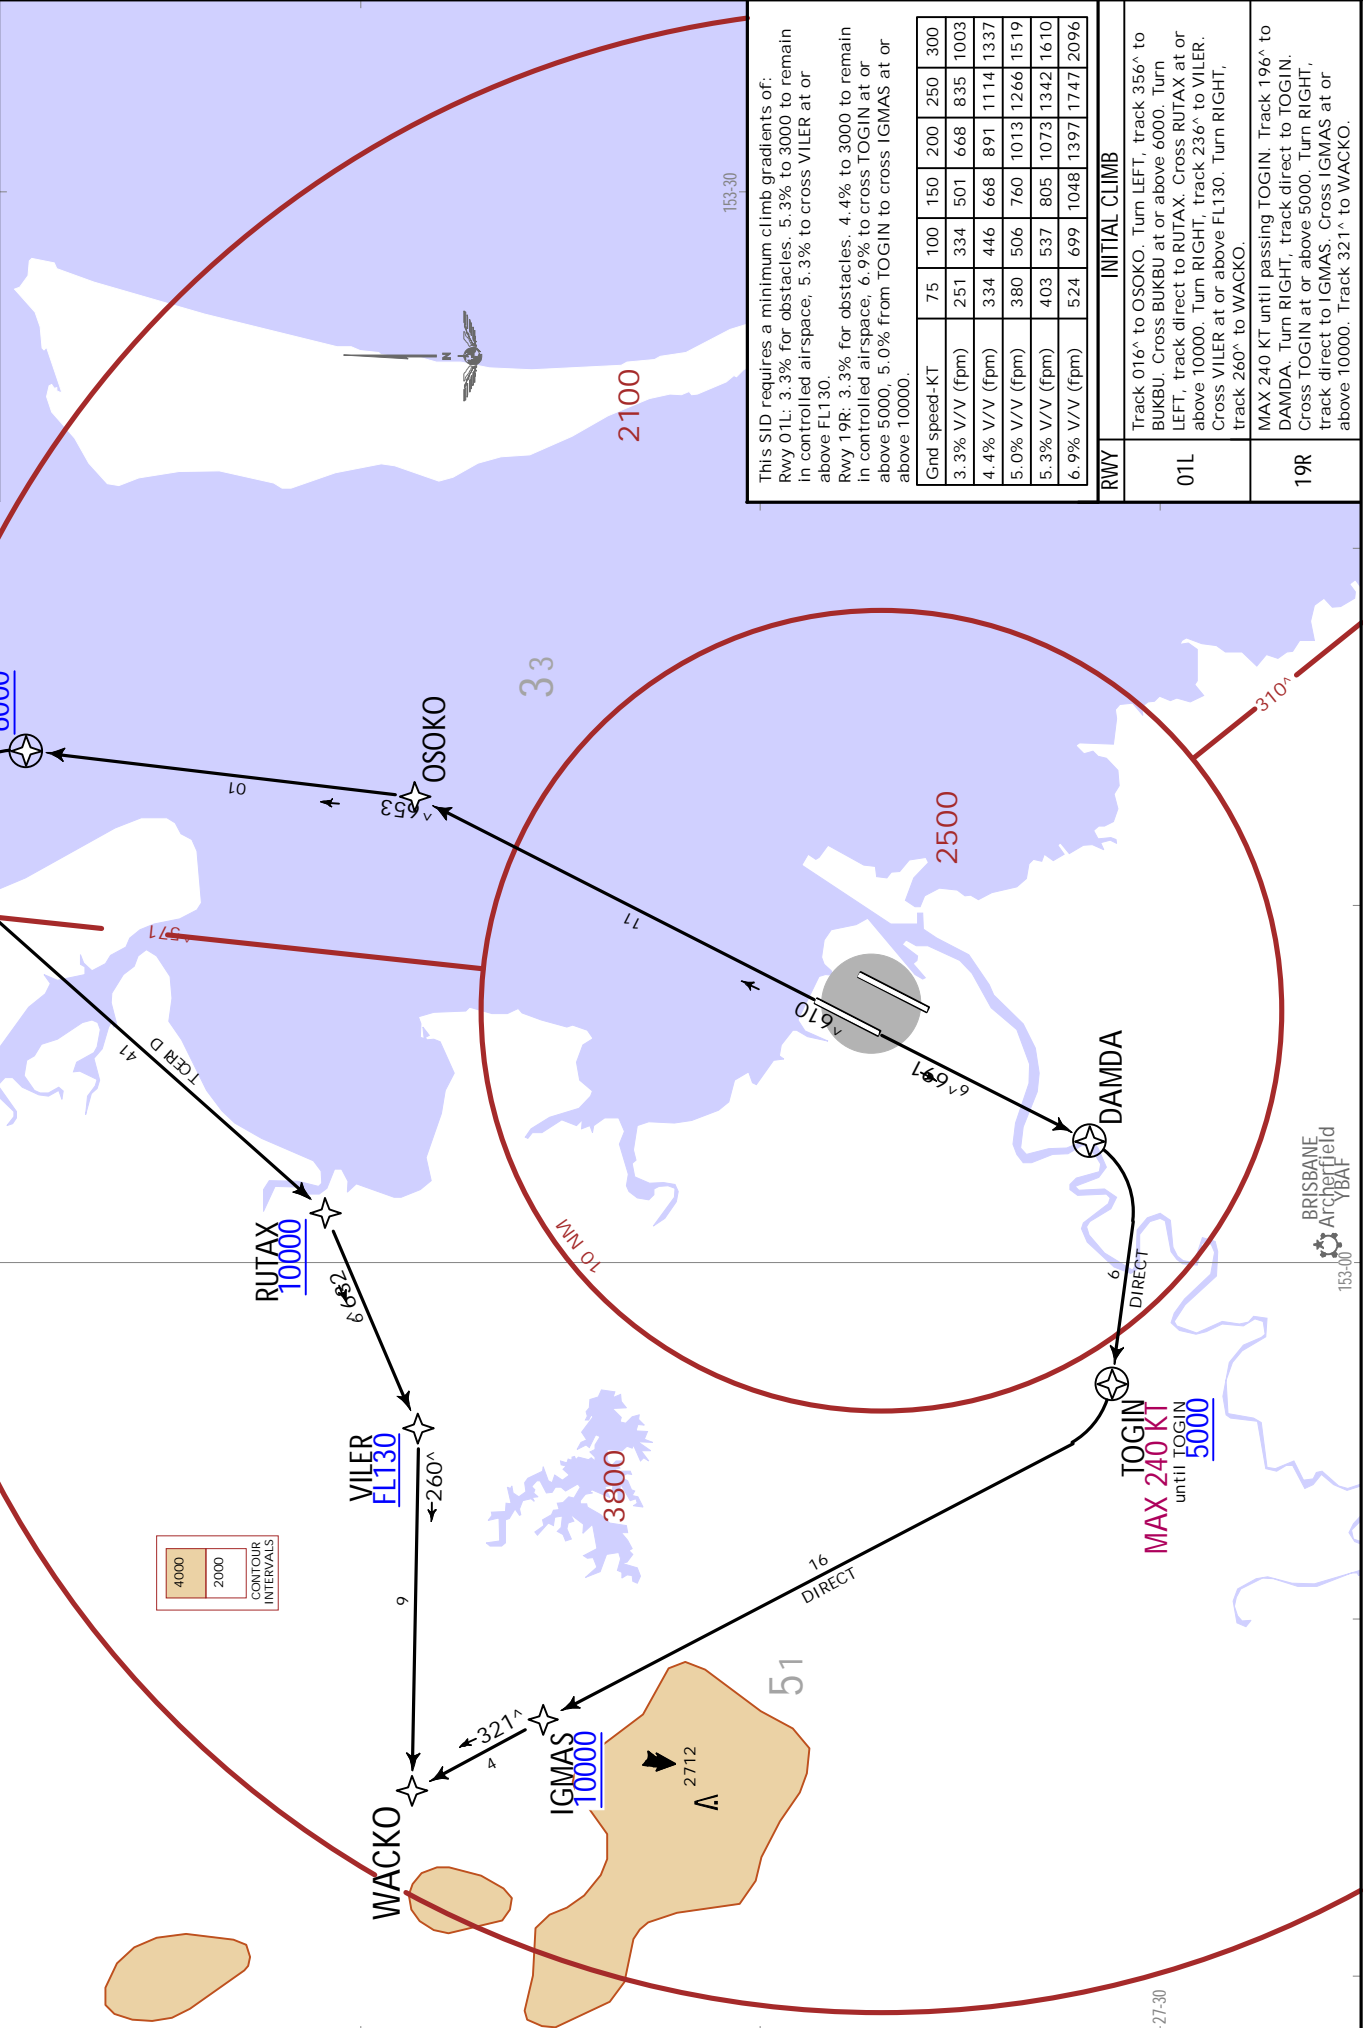 This SID requires a minimum climb gradients of:
Rwy 01L: 3.3% for obstacles. 5.3% to 3000 to remain
in controlled airspace, 5.3% to cross VILER at or
above FL130.
Rwy 19R: 3.3% for obstacles. 4.4% to 3000 to remain
in controlled airspace, 6.9% to cross TOGIN at or
above 5000, 5.0% from TOGIN to cross IGMAS at or
above 10000.
Gnd speed-KT 75 100 150 200 250 300
3.3% V/V (fpm) 251 334 501 668 835 1003
4.4% V/V (fpm) 334 446 668 891 1114 1337
5.0% V/V (fpm) 380 506 760 1013 1266 1519
5.3% V/V (fpm) 403 537 805 1073 1342 1610
6.9% V/V (fpm) 524 699 1048 1397 1747 2096
RWY INITIAL CLIMB
01L
Track 016^ to OSOKO. Turn LEFT, track 356^ to
BUKBU. Cross BUKBU at or above 6000. Turn
LEFT, track direct to RUTAX. Cross RUTAX at or
above 10000. Turn RIGHT, track 236^ to VILER.
Cross VILER at or above FL130. Turn RIGHT,
track 260^ to WACKO.
19R
MAX 240 KT until passing TOGIN. Track 196^ to
DAMDA. Turn RIGHT, track direct to TOGIN.
Cross TOGIN at or above 5000. Turn RIGHT,
track direct to IGMAS. Cross IGMAS at or
above 10000. Track 321^ to WACKO.
153-30
N
2100
33
OSOKO
10
11
2500
310^
14
RUTAX
10000
10 NM
DAMDA
6
DIRECT
BRISBANE
Archerfield
YBAF
153-00
VILER
FL130
260^
9
3800
TOGIN
MAX 240 KT
until TOGIN
5000
16
DIRECT
4000
2000
CONTOUR
INTERVALS
51
321^
4
IGMAS
10000
2712
WACKO
27-30